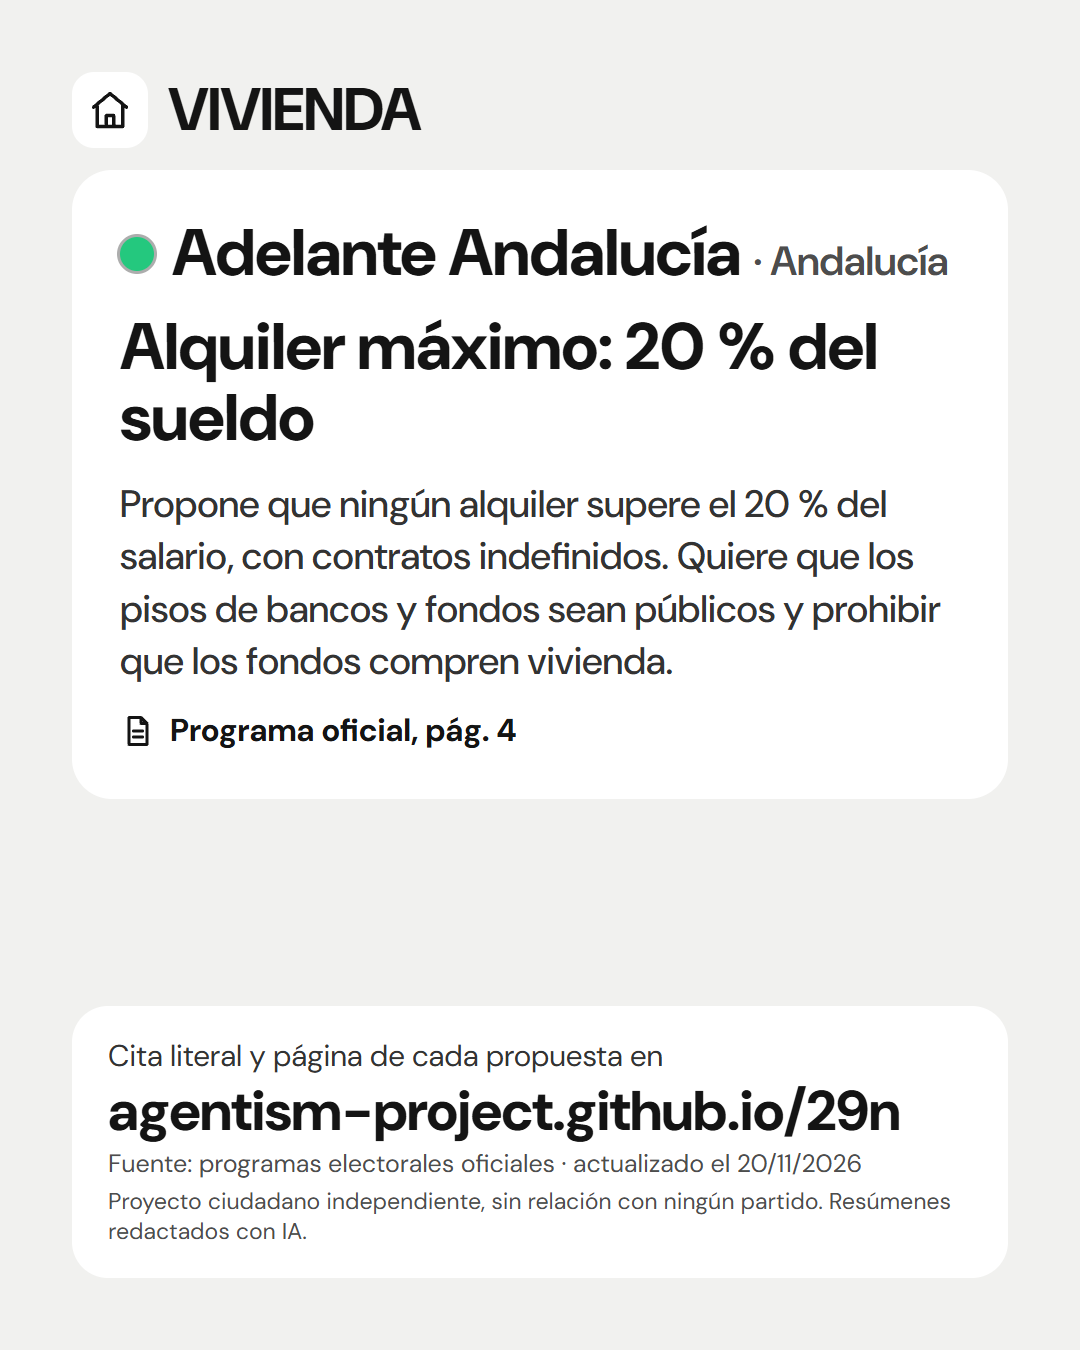 VIVIENDA
Adelante Andalucía · Andalucía
Alquiler máximo: 20 % del
sueldo
Propone que ningún alquiler supere el 20 % del
salario, con contratos indefinidos. Quiere que los
pisos de bancos y fondos sean públicos y prohibir
que los fondos compren vivienda.
Programa oficial, pág. 4
Cita literal y página de cada propuesta en
agentism-project.github.io/29n
Fuente: programas electorales oficiales · actualizado el 20/11/2026
Proyecto ciudadano independiente, sin relación con ningún partido. Resúmenes
redactados con IA.